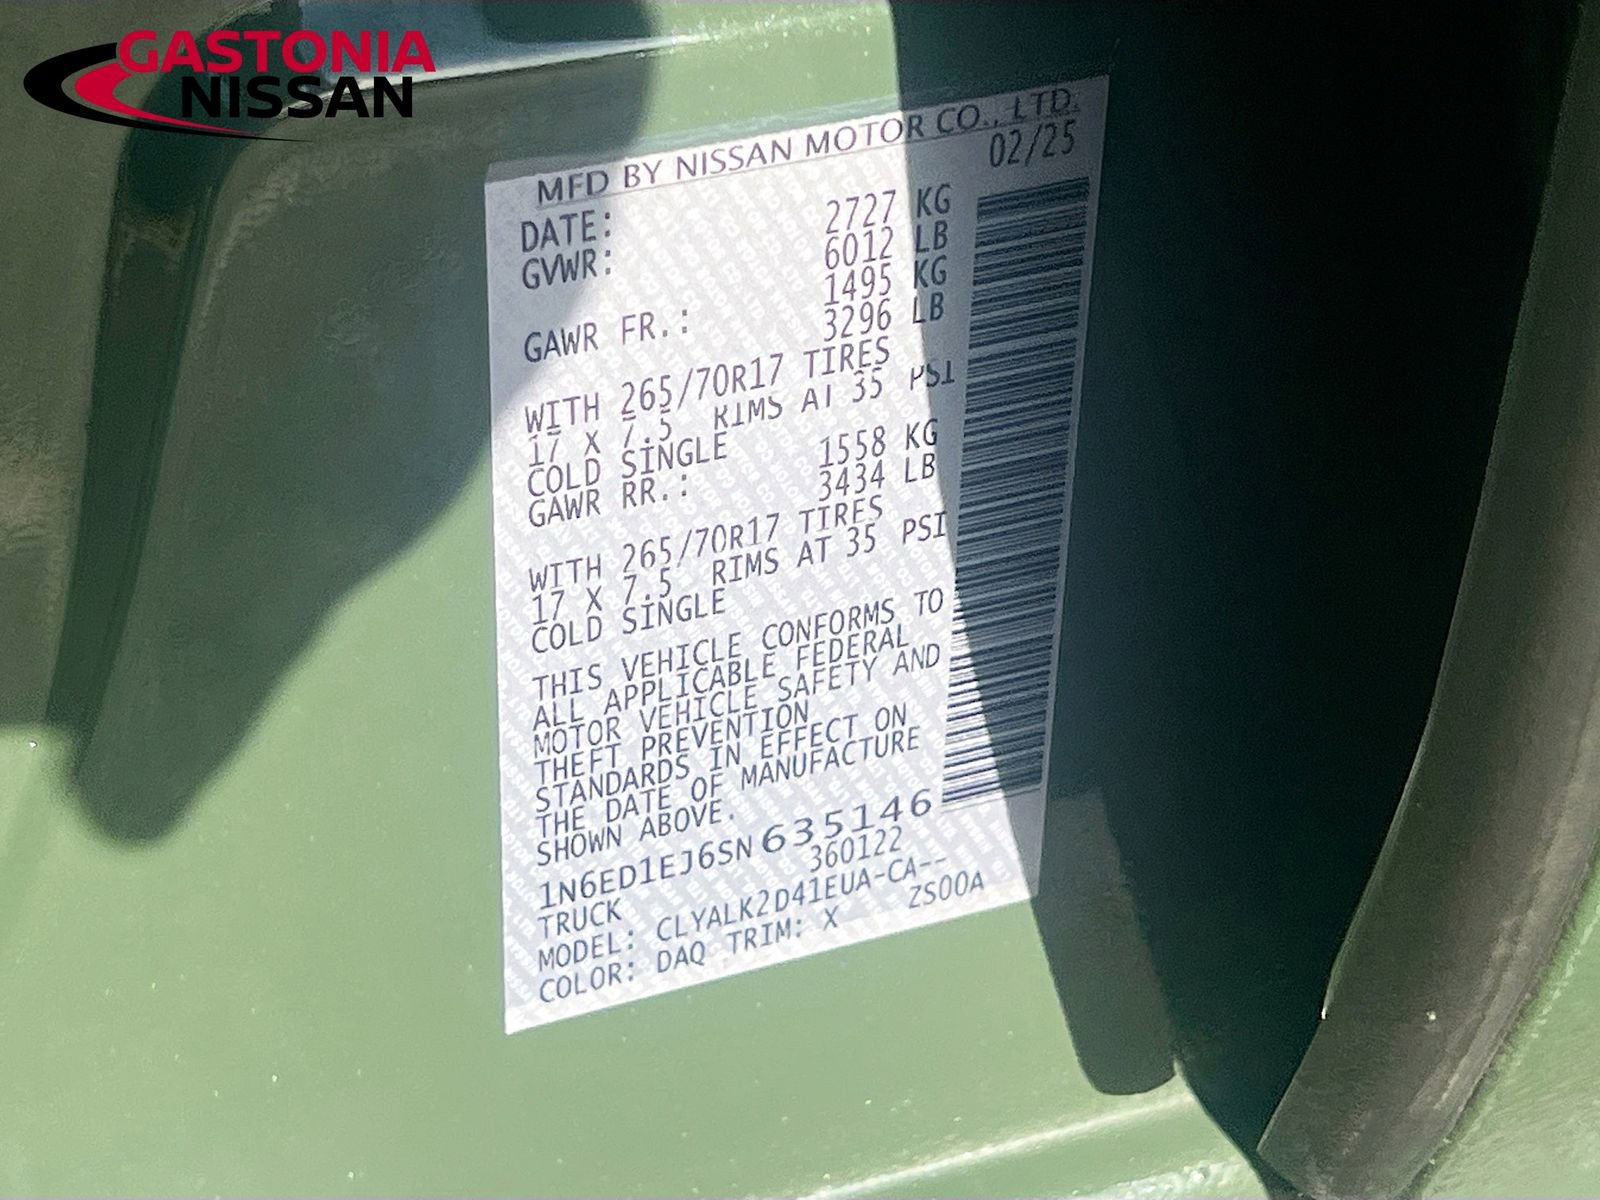 GASTONIA
NISSAN
MFD BY NISSAN MOTOR CO., LTD.
DATE: 02/25
GVWR: 2727 KG
6012 LB
GAWR FR.: 1495 KG
3296 LB
WITH 265/70R17 TIRES
17 X 7.5 RIMS AT 35 PSI
COLD SINGLE
GAWR RR.: 1558 KG
3434 LB
WITH 265/70R17 TIRES
17 X 7.5 RIMS AT 35 PSI
COLD SINGLE
THIS VEHICLE CONFORMS TO
ALL APPLICABLE FEDERAL
MOTOR VEHICLE SAFETY AND
THEFT PREVENTION
STANDARDS IN EFFECT ON
THE DATE OF MANUFACTURE
SHOWN ABOVE.
1N6ED1EJ6SN635146
TRUCK 360122
MODEL: CLYALK2D41EUA-CA--
COLOR: DAQ TRIM: X ZS00A